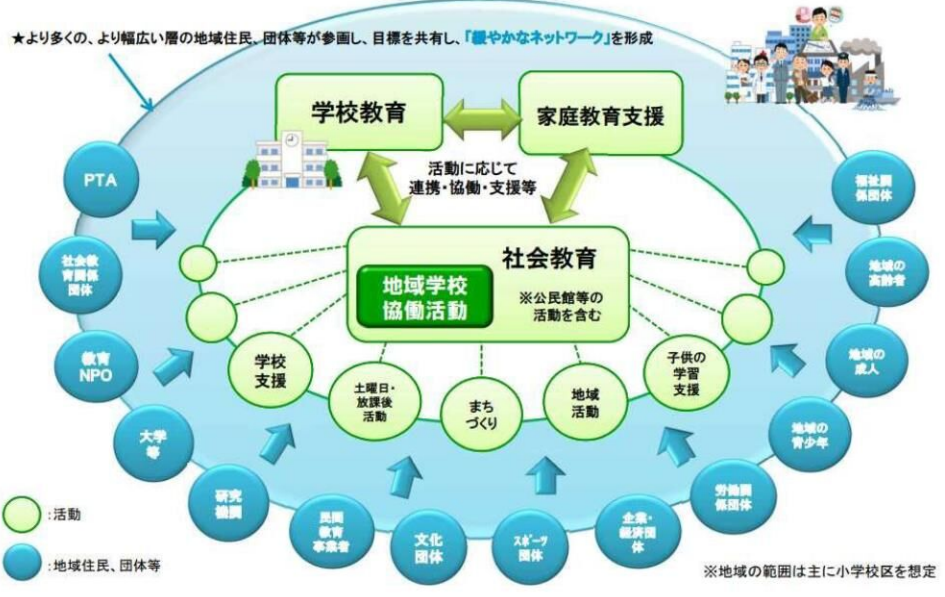 ★より多くの、より幅広い層の地域住民、団体等が参画し、目標を共有し、「緩やかなネットワーク」を形成
学校教育
家庭教育支援
活動に応じて
連携・協働・支援等
社会教育
地域学校
協働活動
※公民館等の
活動を含む
学校
支援
土曜日・
放課後
活動
まち
づくり
地域
活動
子供の
学習
支援
PTA
社会教
育関係
団体
教育
NPO
大学
等
研究
機関
民間
教育
事業者
文化
団体
スポーツ
団体
企業・
経済団
体
労働関
係団体
地域の
青少年
地域の
成人
地域の
高齢者
福祉関
係団体
:活動
:地域住民、団体等
※地域の範囲は主に小学校区を想定